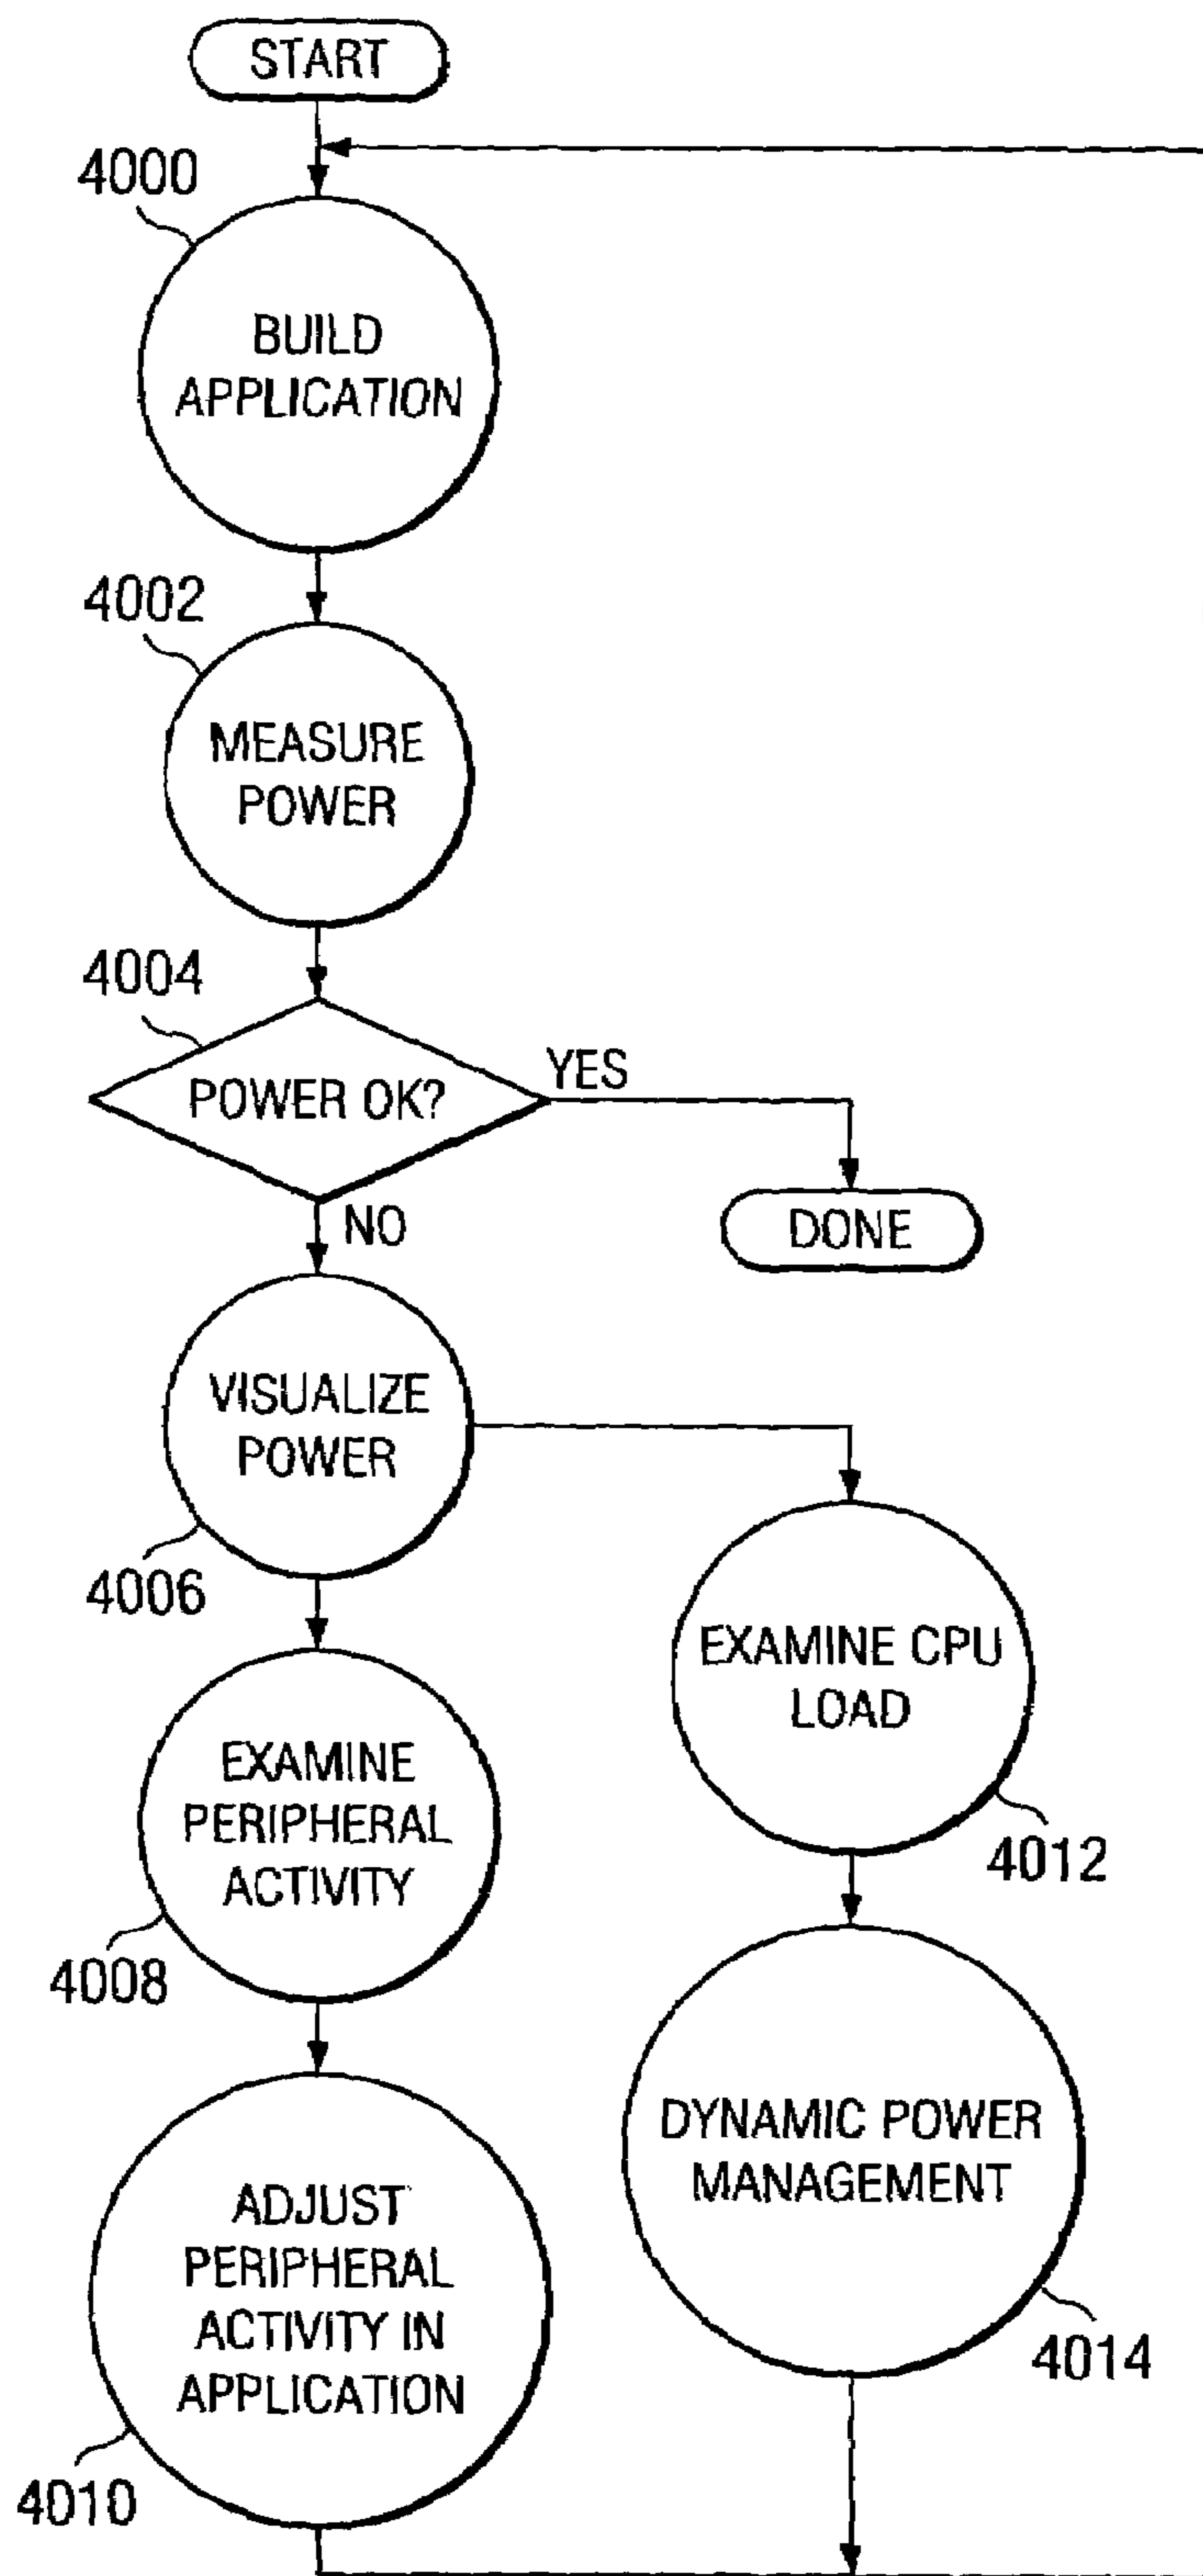 START
4000
BUILD
APPLICATION
4002
MEASURE
POWER
4004
POWER OK?
YES
DONE
NO
VISUALIZE
POWER
4006
EXAMINE CPU
LOAD
4012
EXAMINE
PERIPHERAL
ACTIVITY
4008
DYNAMIC POWER
MANAGEMENT
4014
ADJUST
PERIPHERAL
ACTIVITY IN
APPLICATION
4010